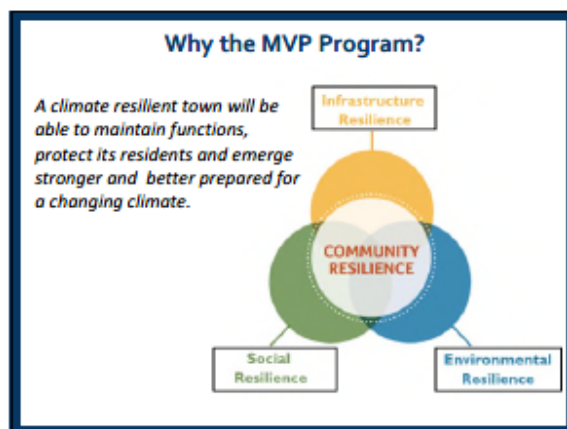 Why the MVP Program?
A climate resilient town will be
able to maintain functions,
protect its residents and emerge
stronger and better prepared for
a changing climate.
Infrastructure
Resilience
COMMUNITY
RESILIENCE
Social
Resilience
Environmental
Resilience